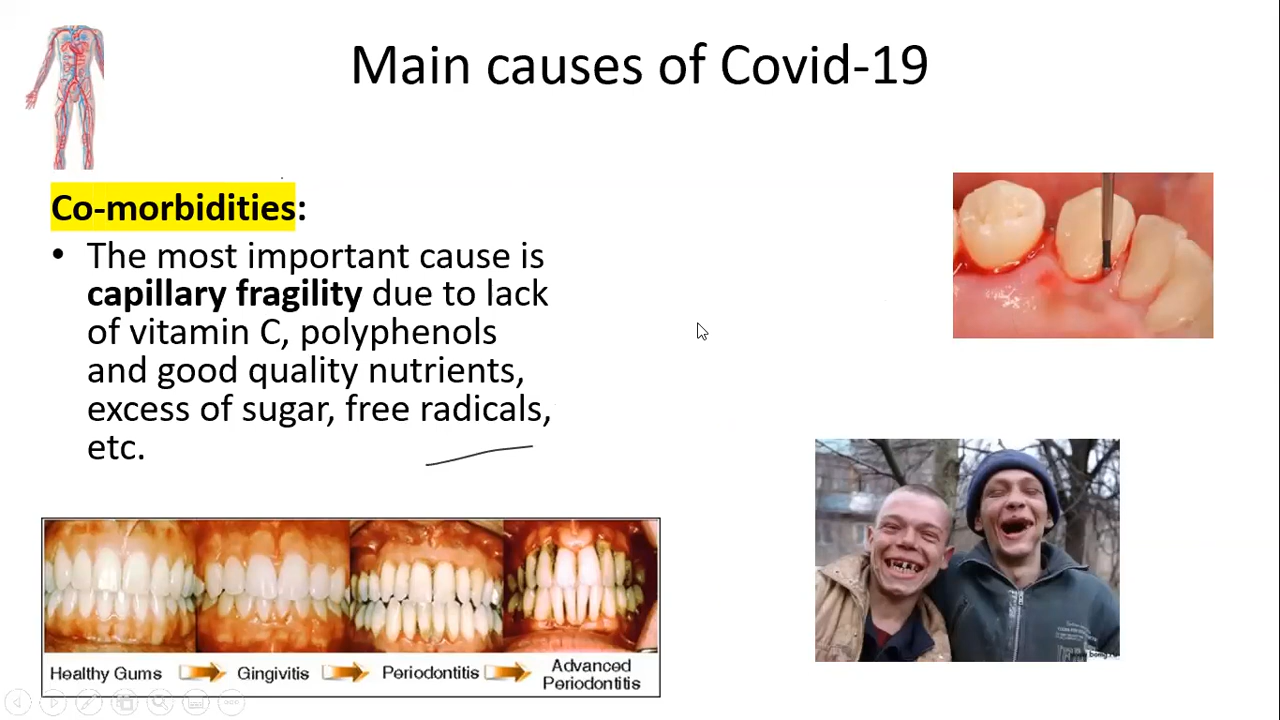 Main causes of Covid-19
Co-morbidities:
• The most important cause is
capillary fragility due to lack
of vitamin C, polyphenols
and good quality nutrients,
excess of sugar, free radicals,
etc.
Healthy Gums
Gingivitis
Periodontitis
Advanced
Periodontitis